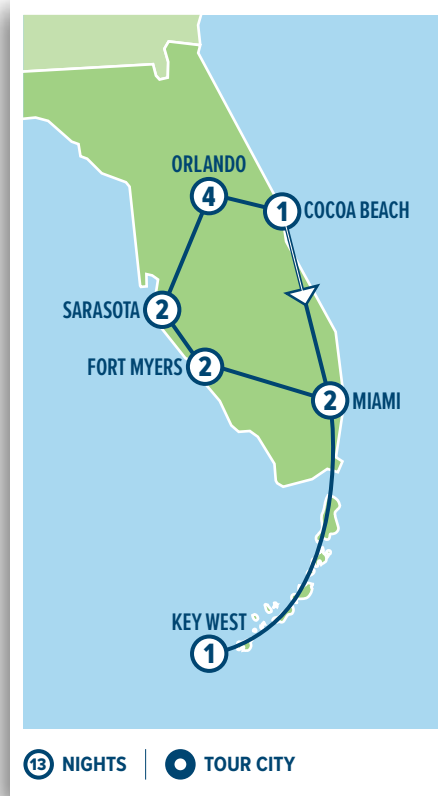 ORLANDO
4
1 COCOA BEACH
SARASOTA 2
FORT MYERS 2
2 MIAMI
KEY WEST
1
13 NIGHTS | TOUR CITY